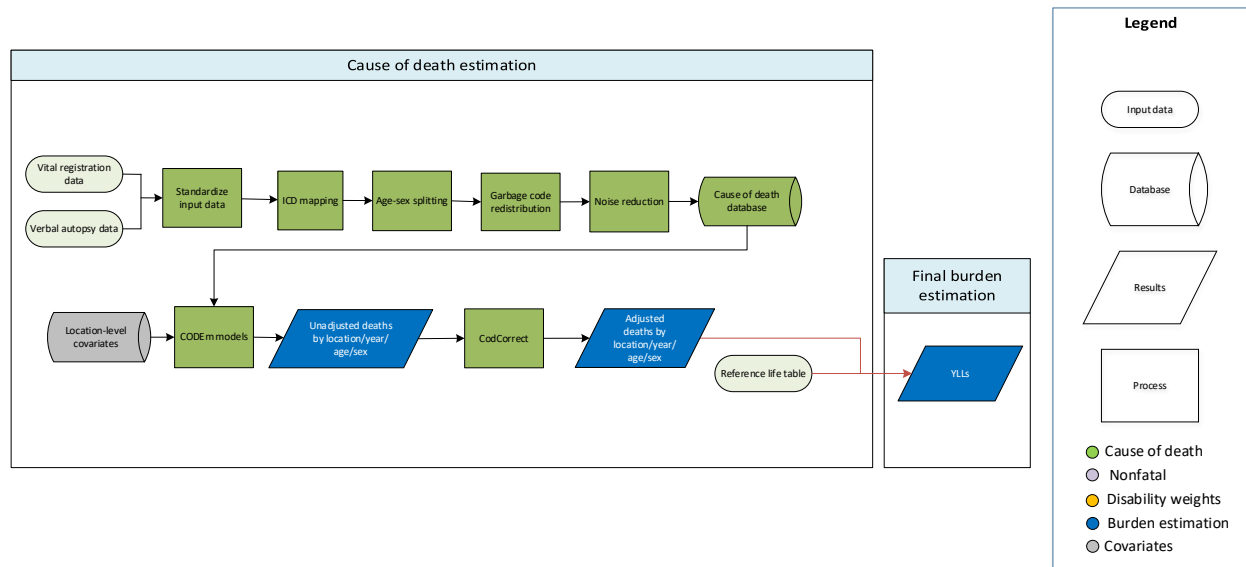 Legend
Cause of death estimation
Input data
Vital registration
data
Verbal autopsy data
Standardize
input data
ICD mapping
Age-sex splitting
Garbage code
redistribution
Noise reduction
Cause of death
database
Database
Final burden
estimation
Results
Location-level
covariates
CODEm models
Unadjusted deaths
by location/year/
age/sex
CodCorrect
Adjusted
deaths by
location/year/
age/sex
Reference life table
YLLs
Process
Cause of death
Nonfatal
Disability weights
Burden estimation
Covariates